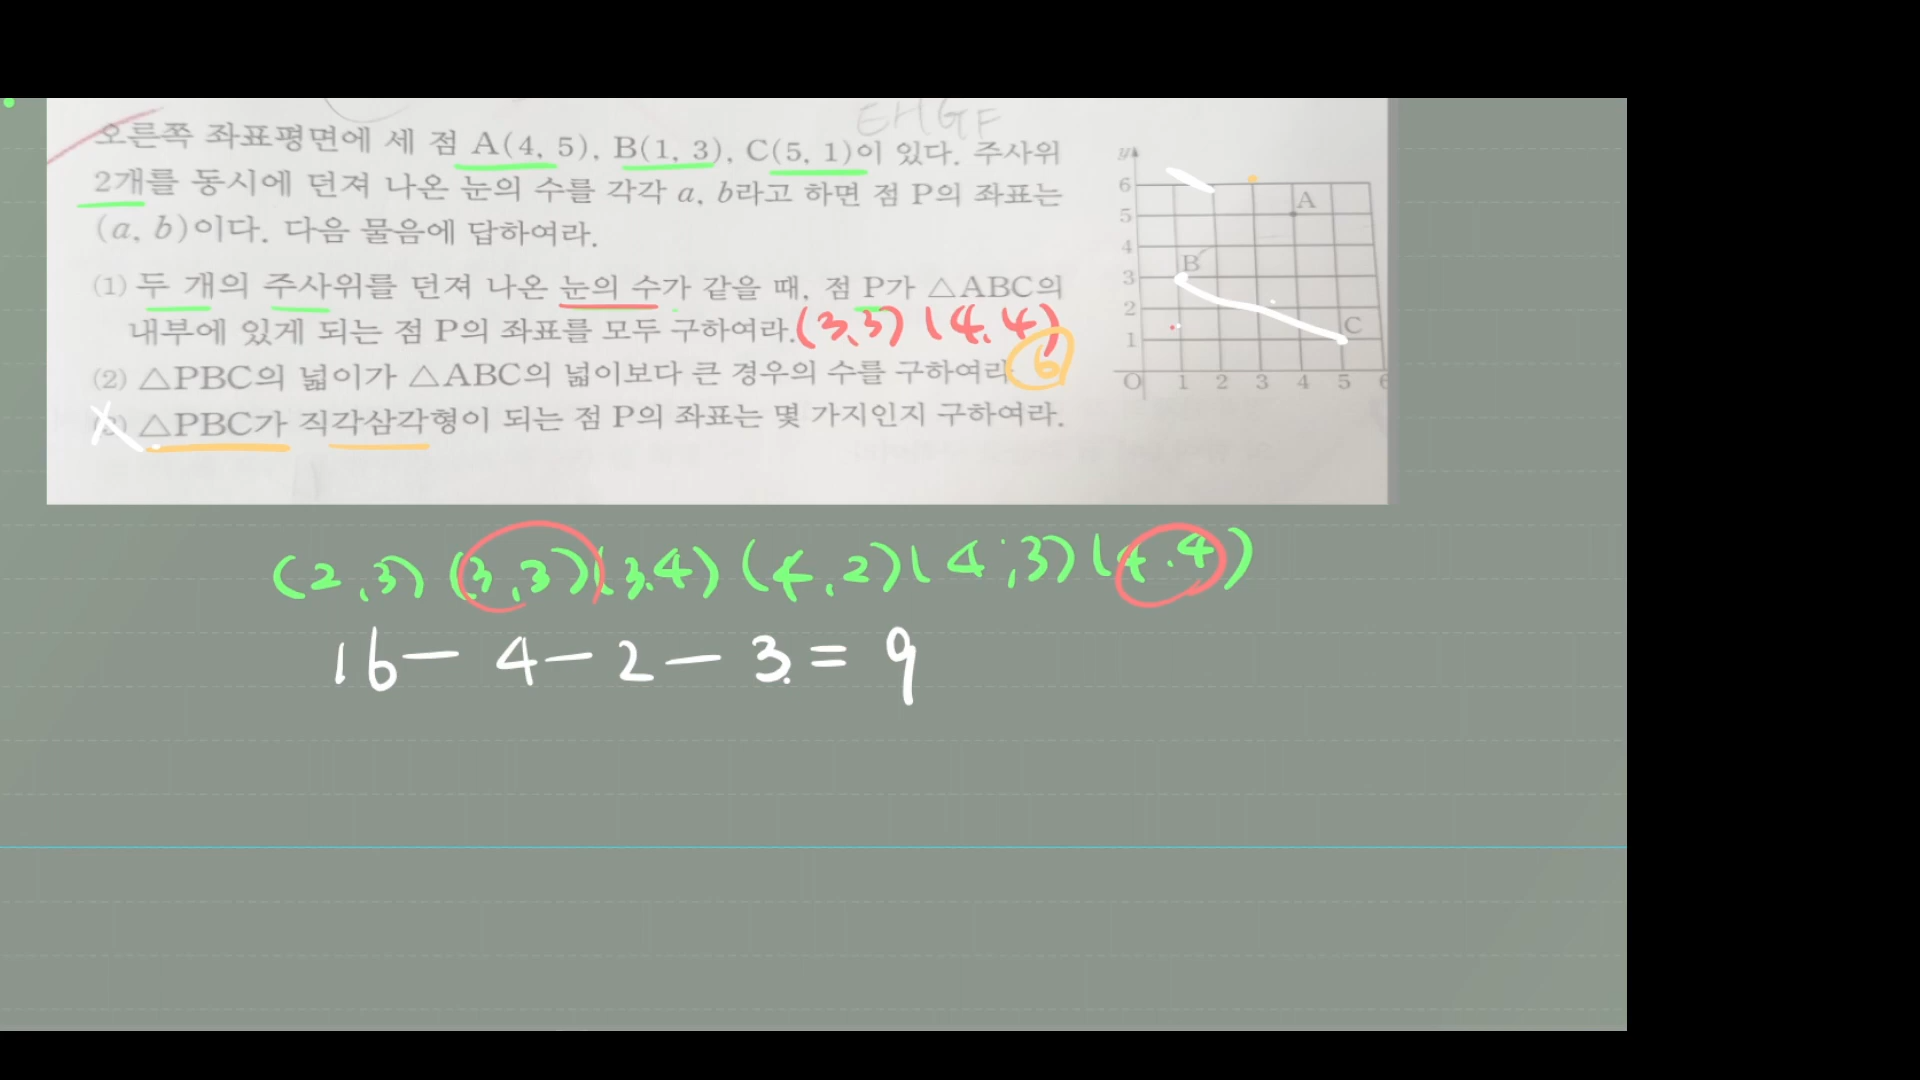 EHGF
오른쪽 좌표평면에 세 점 A(4, 5), B(1, 3), C(5, 1)이 있다. 주사위
2개를 동시에 던져 나온 눈의 수를 각각 a, b라고 하면 점 P의 좌표는
(a, b)이다. 다음 물음에 답하여라.
(1) 두 개의 주사위를 던져 나온 눈의 수가 같을 때, 점 P가 △ABC의
내부에 있게 되는 점 P의 좌표를 모두 구하여라. (3,3) (4.4)
(2) △PBC의 넓이가 △ABC의 넓이보다 큰 경우의 수를 구하여라 6
(3) △PBC가 직각삼각형이 되는 점 P의 좌표는 몇 가지인지 구하여라.
y
6
A
5
4
B
3
2
C
1
O 1 2 3 4 5 6
(2,3) (3,3) (3.4) (4,2) (4,3) (4.4)
16 - 4 - 2 - 3. = 9